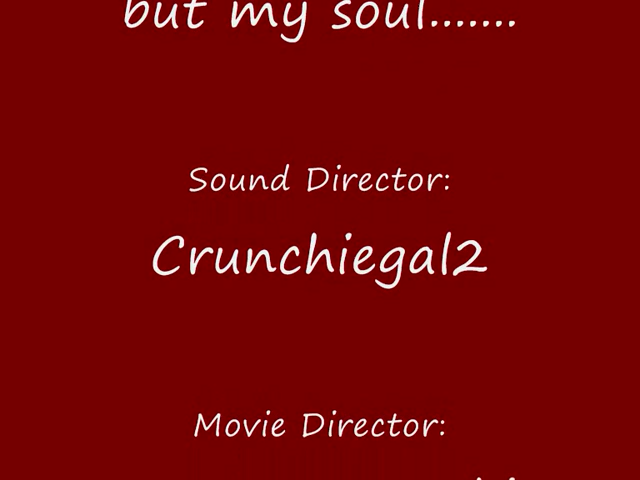 but my soul.......
Sound Director:
Crunchiegal2
Movie Director: